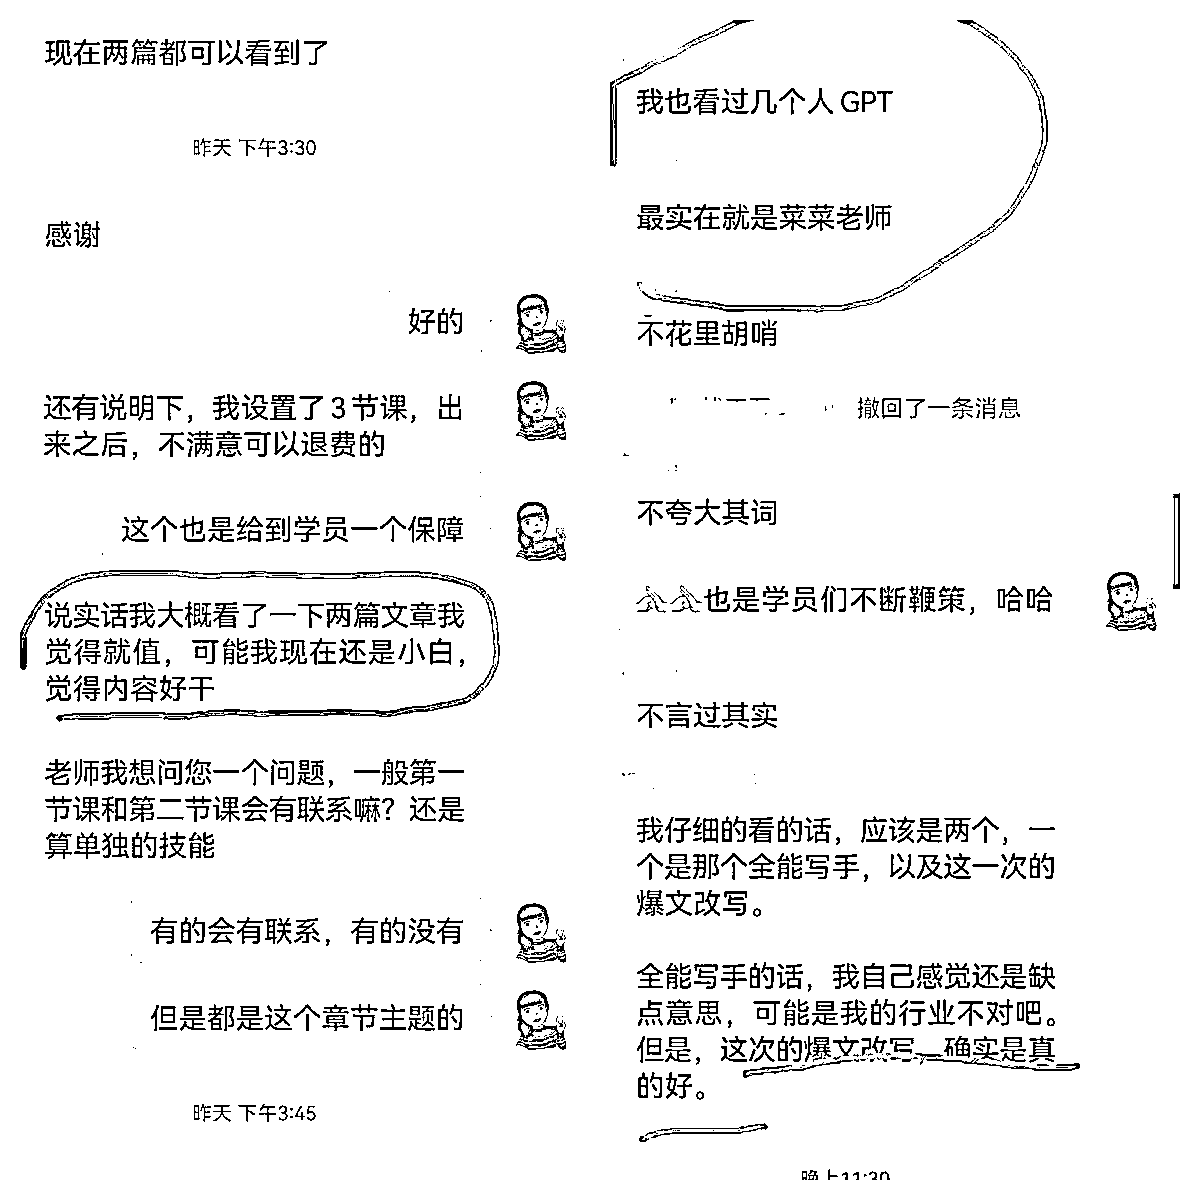 现在两篇都可以看到了
昨天 下午3:30
感谢
好的
还有说明下，我设置了3节课，出
来之后，不满意可以退费的
这个也是给到学员一个保障
说实话我大概看了一下两篇文章我
觉得就值，可能我现在还是小白，
觉得内容好干
老师我想问您一个问题，一般第一
节课和第二节课会有联系嘛？还是
算单独的技能
有的会有联系，有的没有
但是都是这个章节主题的
昨天 下午3:45
我也看过几个人GPT
最实在就是菜菜老师
不花里胡哨
撤回了一条消息
不夸大其词
也是学员们不断鞭策，哈哈
不言过其实
我仔细的看的话，应该是两个，一
个是那个全能写手，以及这一次的
爆文改写。
全能写手的话，我自己感觉还是缺
点意思，可能是我的行业不对吧。
但是，这次的爆文改写，确实是真
的好。
晚上11:30